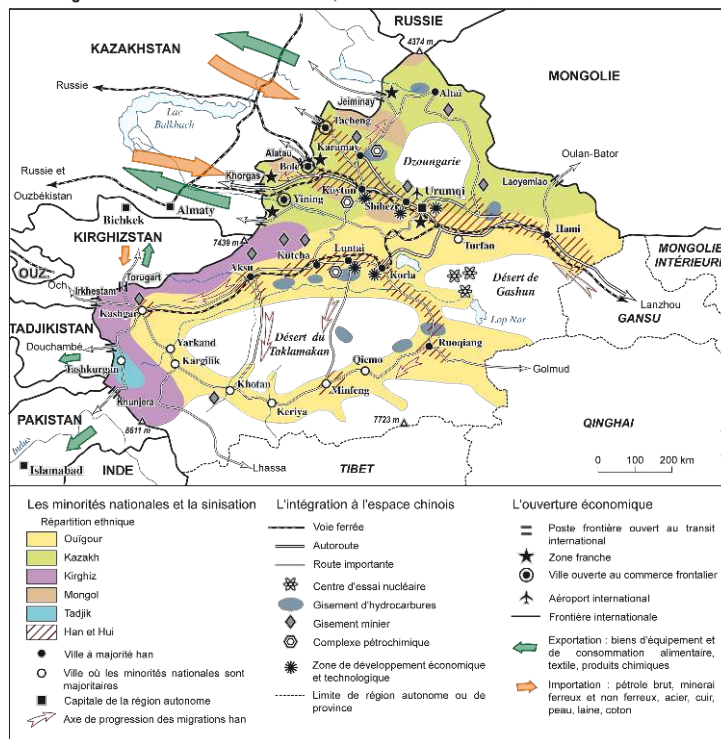 RUSSIE
4374 m
KAZAKHSTAN
MONGOLIE
Russie
Jeiminay
Altaï
Lac
Balkhach
Tacheng
Karamay
Dzoungarie
Oulan-Bator
Alatau
Bole
Laoyemiao
Russie et
Ouzbékistan
Khorgas
Kuytun
Urumqi
Shihezi
Yining
Almaty
Bichkek
Hami
7439 m
KIRGHIZSTAN
Turfan
MONGOLIE
INTÉRIEURE
Kutcha
Luntai
OUZ.
Torugart
Aksu
Korla
Désert de
Gashun
Och
Irkhestam
Lanzhou
Kashgar
GANSU
Lop Nor
TADJIKISTAN
Désert du
Taklamakan
Ruoqiang
Douchambé
Yarkand
Kargilik
Qiemo
Tashkurgan
Golmud
Khotan
Minfeng
PAKISTAN
Khunjera
Keriya
8611 m
7723 m
QINGHAI
Indus
Islamabad
INDE
Lhassa
TIBET
0 100 200 km
Les minorités nationales et la sinisation
Répartition ethnique
Ouïgour
Kazakh
Kirghiz
Mongol
Tadjik
Han et Hui
Ville à majorité han
Ville où les minorités nationales sont
majoritaires
Capitale de la région autonome
Axe de progression des migrations han
L'intégration à l'espace chinois
Voie ferrée
Autoroute
Route importante
Centre d'essai nucléaire
Gisement d'hydrocarbures
Gisement minier
Complexe pétrochimique
Zone de développement économique
et technologique
Limite de région autonome ou de
province
L'ouverture économique
Poste frontière ouvert au transit
international
Zone franche
Ville ouverte au commerce frontalier
Aéroport international
Frontière internationale
Exportation : biens d'équipement et
de consommation alimentaire,
textile, produits chimiques
Importation : pétrole brut, minerai
ferreux et non ferreux, acier, cuir,
peau, laine, coton